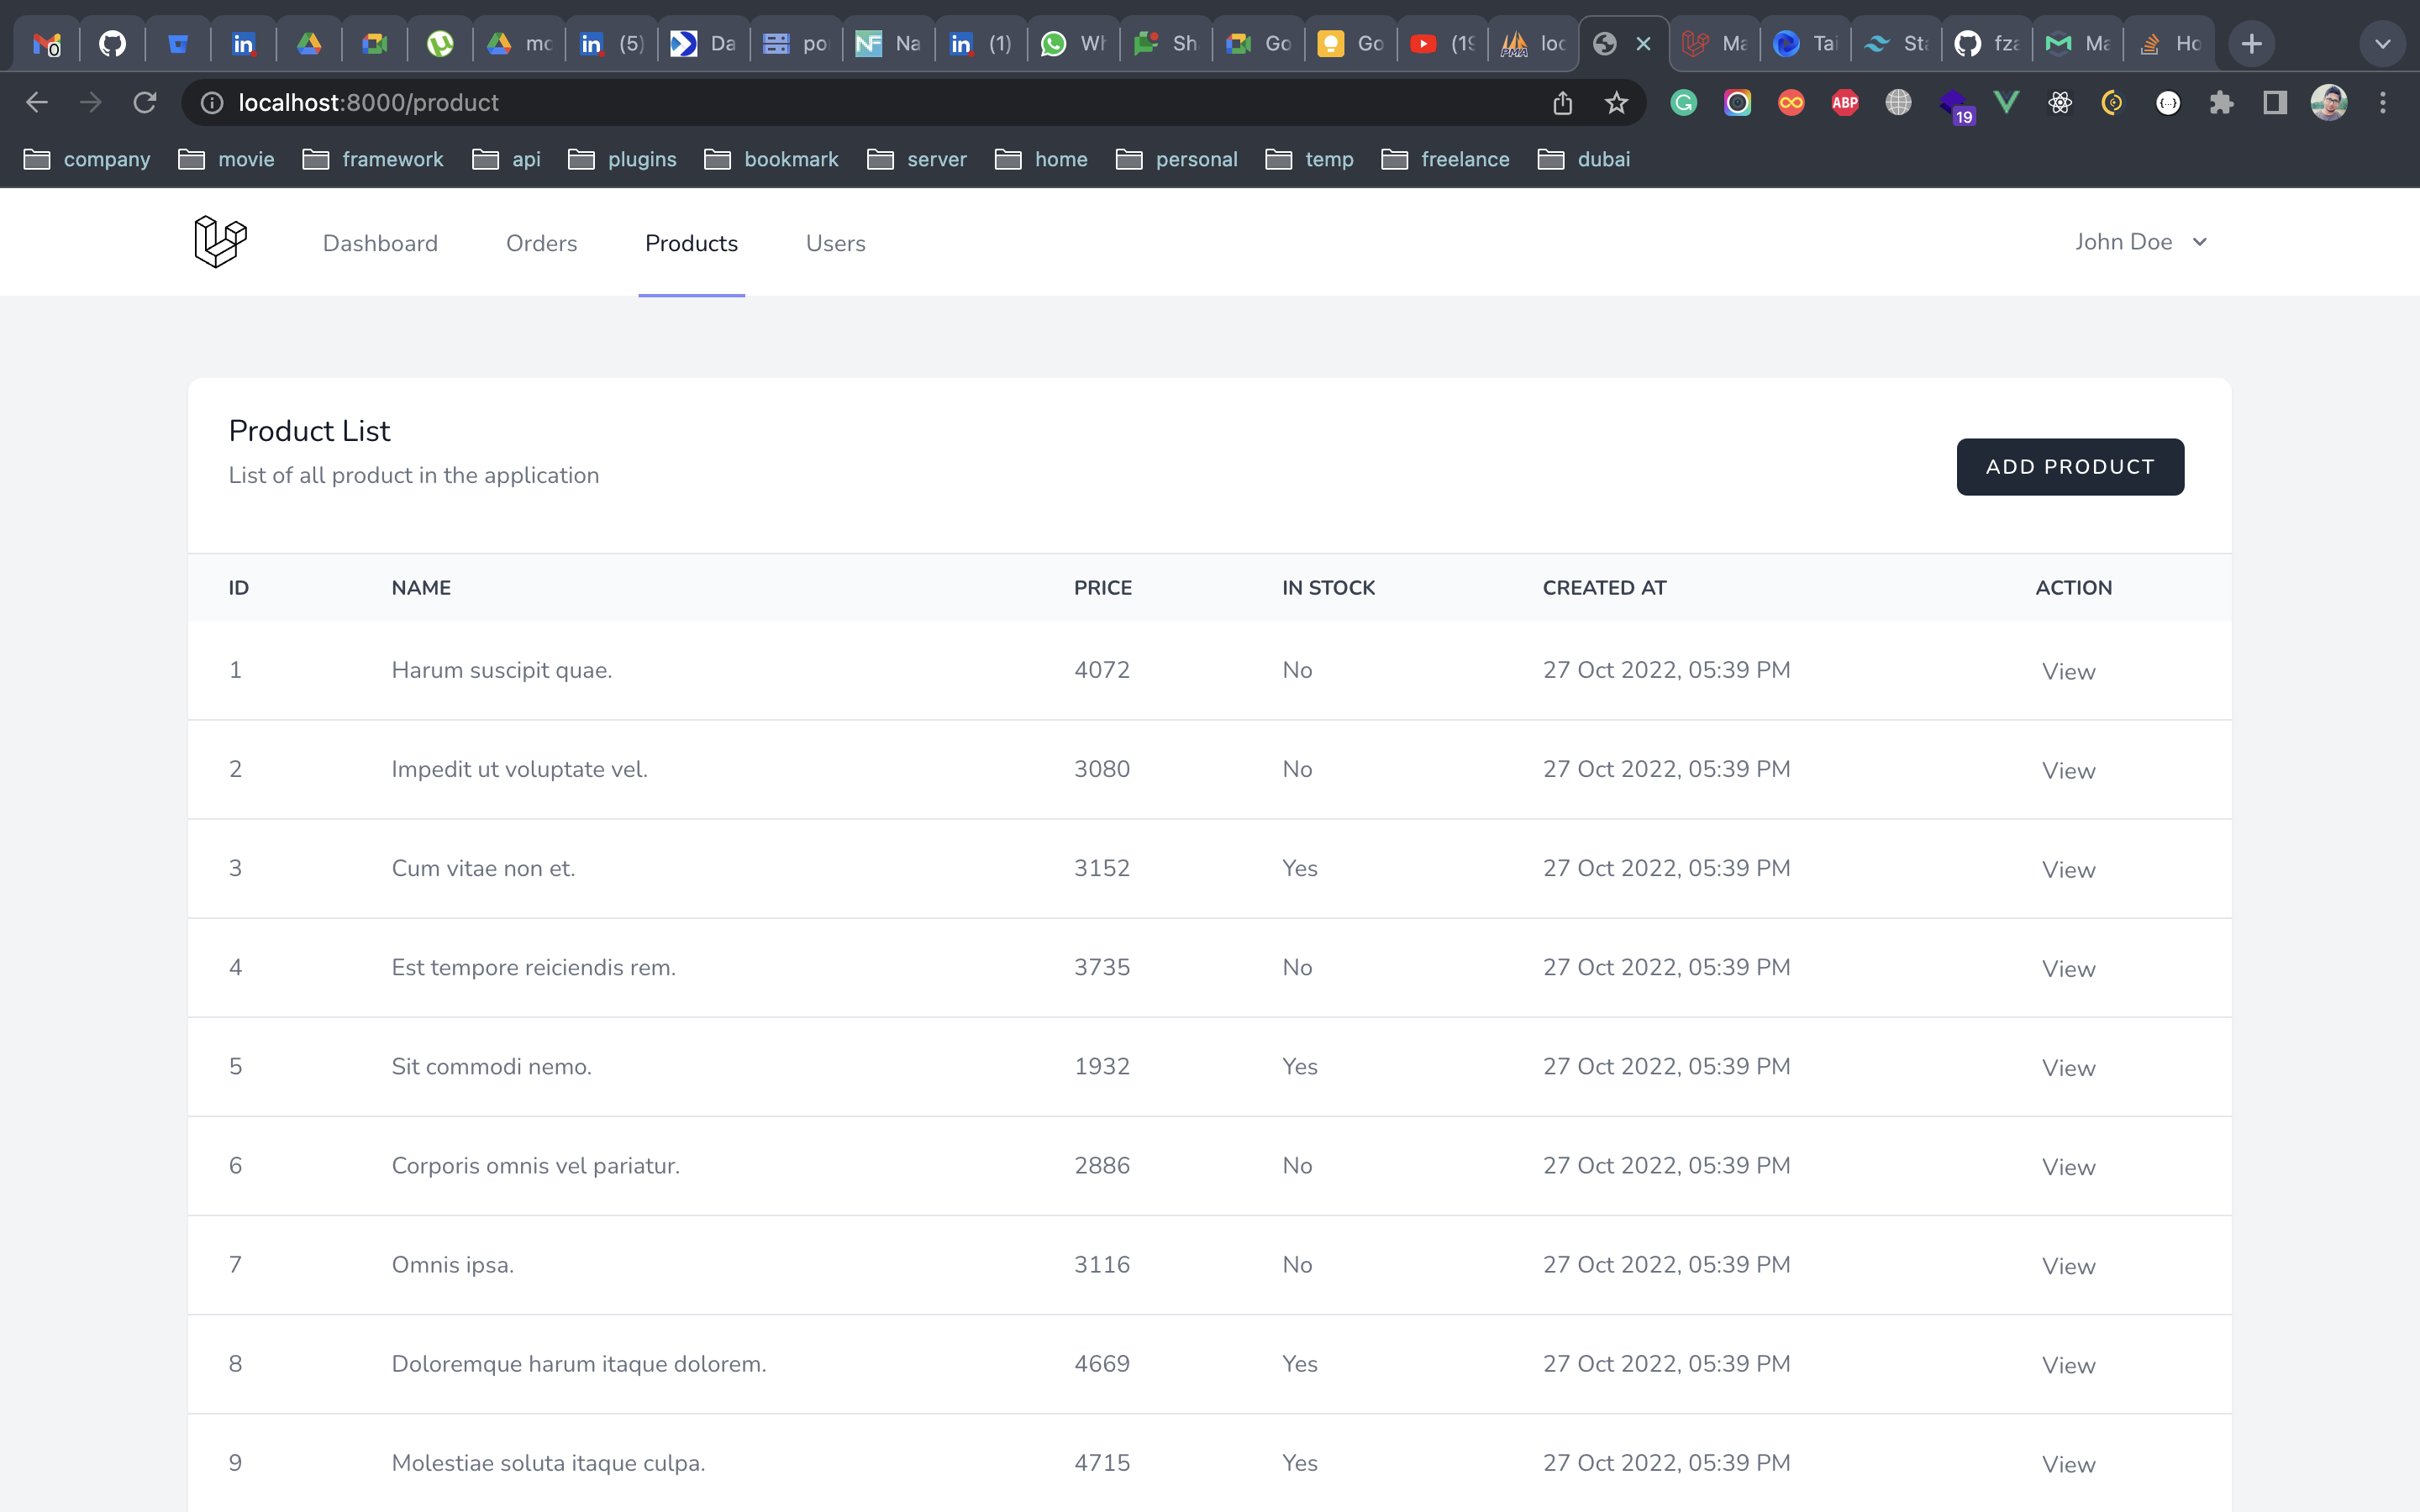 mc (5) Da po Na (1) Wh Sh Go Go (19 loc Ma Tai Sta fza Ma Ho
localhost:8000/product ABP 19
company movie framework api plugins bookmark server home personal temp freelance dubai
Dashboard Orders Products Users John Doe
Product List
List of all product in the application
ADD PRODUCT
ID NAME PRICE IN STOCK CREATED AT ACTION
1 Harum suscipit quae. 4072 No 27 Oct 2022, 05:39 PM View
2 Impedit ut voluptate vel. 3080 No 27 Oct 2022, 05:39 PM View
3 Cum vitae non et. 3152 Yes 27 Oct 2022, 05:39 PM View
4 Est tempore reiciendis rem. 3735 No 27 Oct 2022, 05:39 PM View
5 Sit commodi nemo. 1932 Yes 27 Oct 2022, 05:39 PM View
6 Corporis omnis vel pariatur. 2886 No 27 Oct 2022, 05:39 PM View
7 Omnis ipsa. 3116 No 27 Oct 2022, 05:39 PM View
8 Doloremque harum itaque dolorem. 4669 Yes 27 Oct 2022, 05:39 PM View
9 Molestiae soluta itaque culpa. 4715 Yes 27 Oct 2022, 05:39 PM View